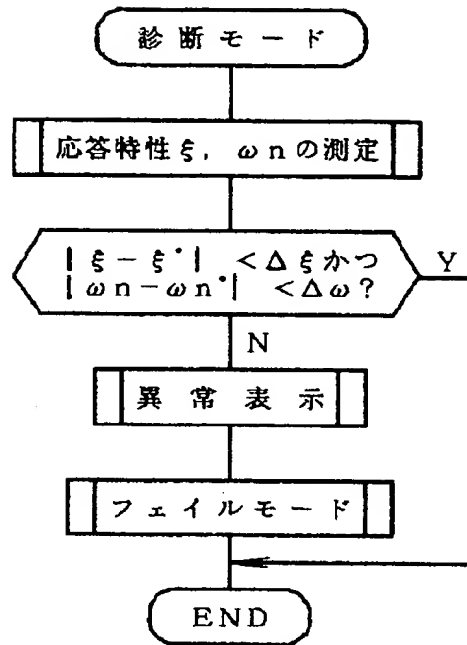 診断モード
応答特性ξ, ωnの測定
|ξ-ξ*| <Δξかつ
|ωn-ωn*| <Δω?
Y
N
異常表示
フェイルモード
END